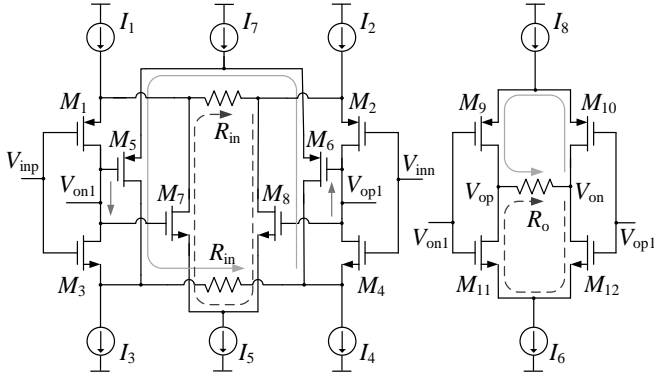 I1
I7
I2
I8
M1
Rin
M2
M9
M10
M5
M6
Vinp
M7
M8
Vinn
Von1
Vop1
Vop
Von
Ro
Rin
Von1
Vop1
M3
M4
M11
M12
I3
I5
I4
I6